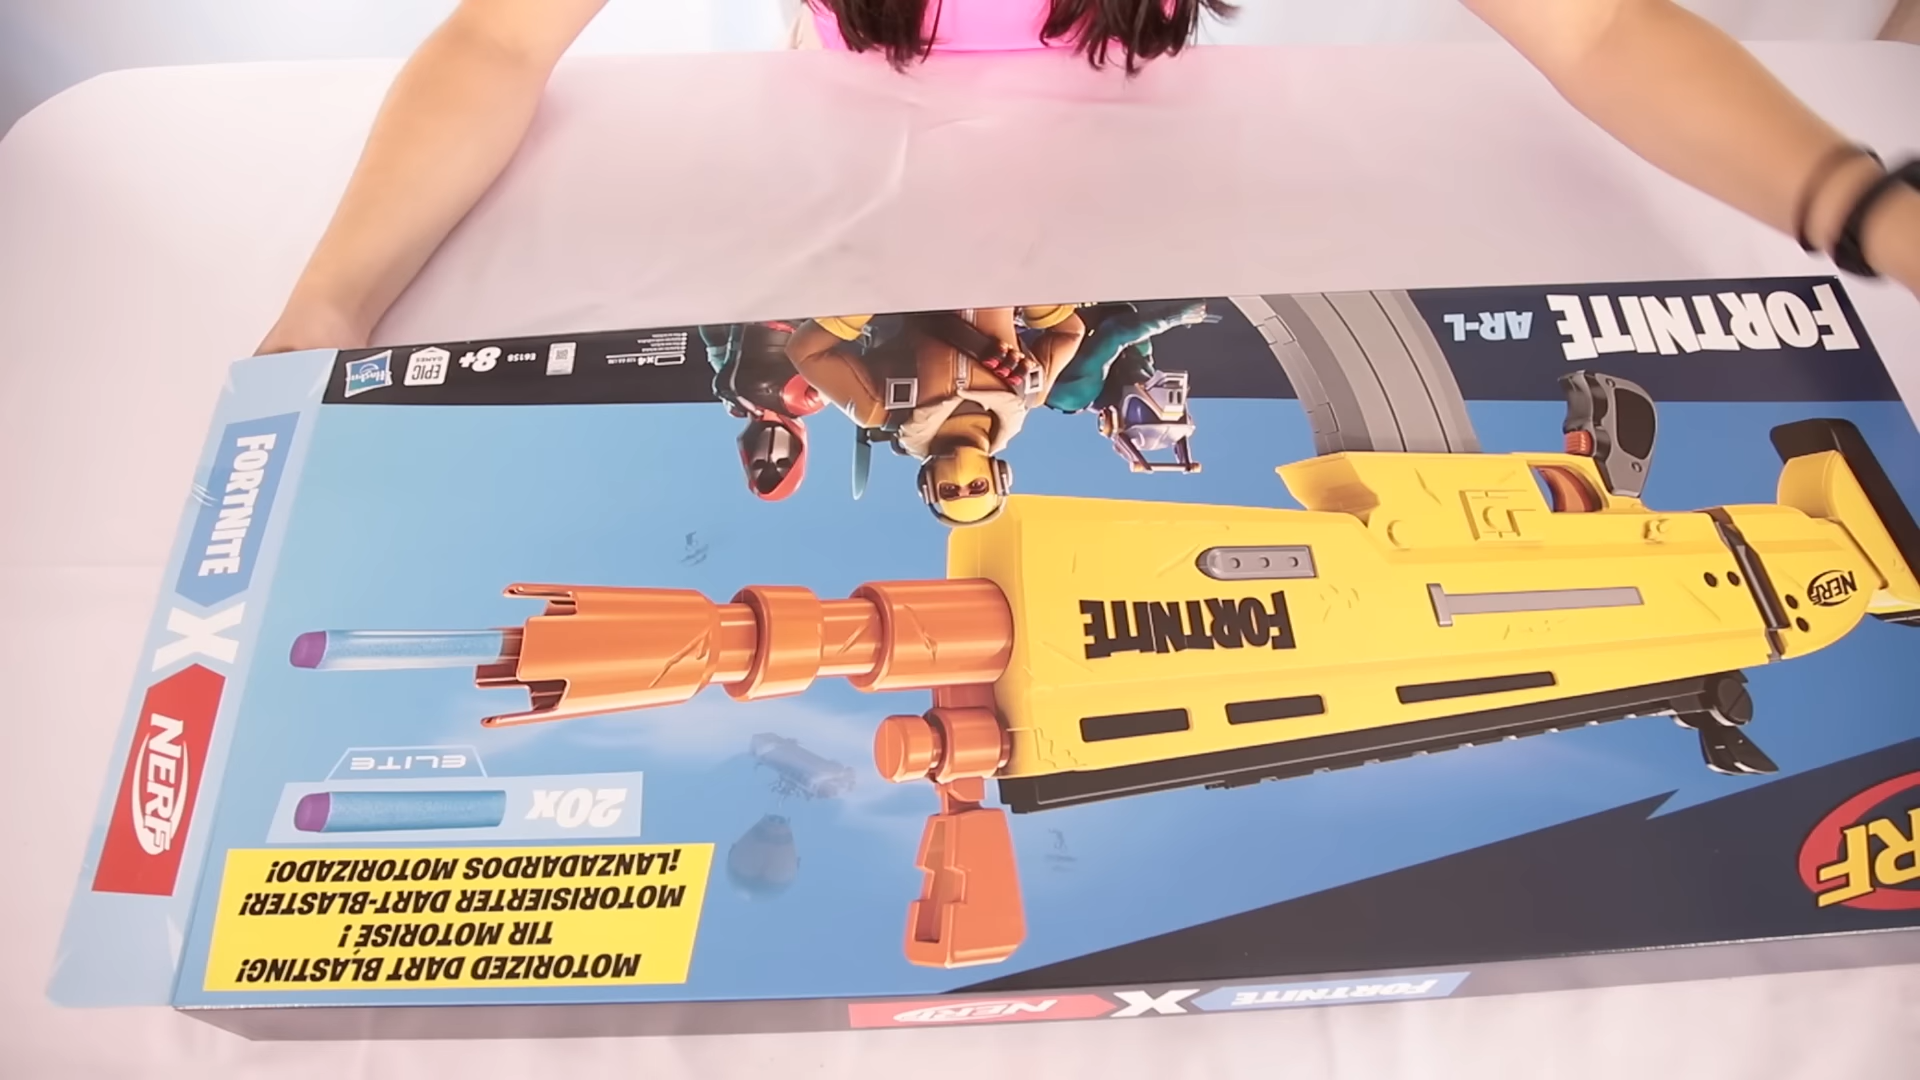 MOTORIZED DART BLASTING!
TIR MOTORISÉ !
MOTORISIERTER DART-BLASTER!
¡LANZADARDOS MOTORIZADO!
20x
ELITE
NERF
FORTNITE
NERF
FORTNITE
AR-L
8+
E6158
x4
EPIC
GAMES
Hasbro
FORTNITE X NERF
FORTNITE X NERF